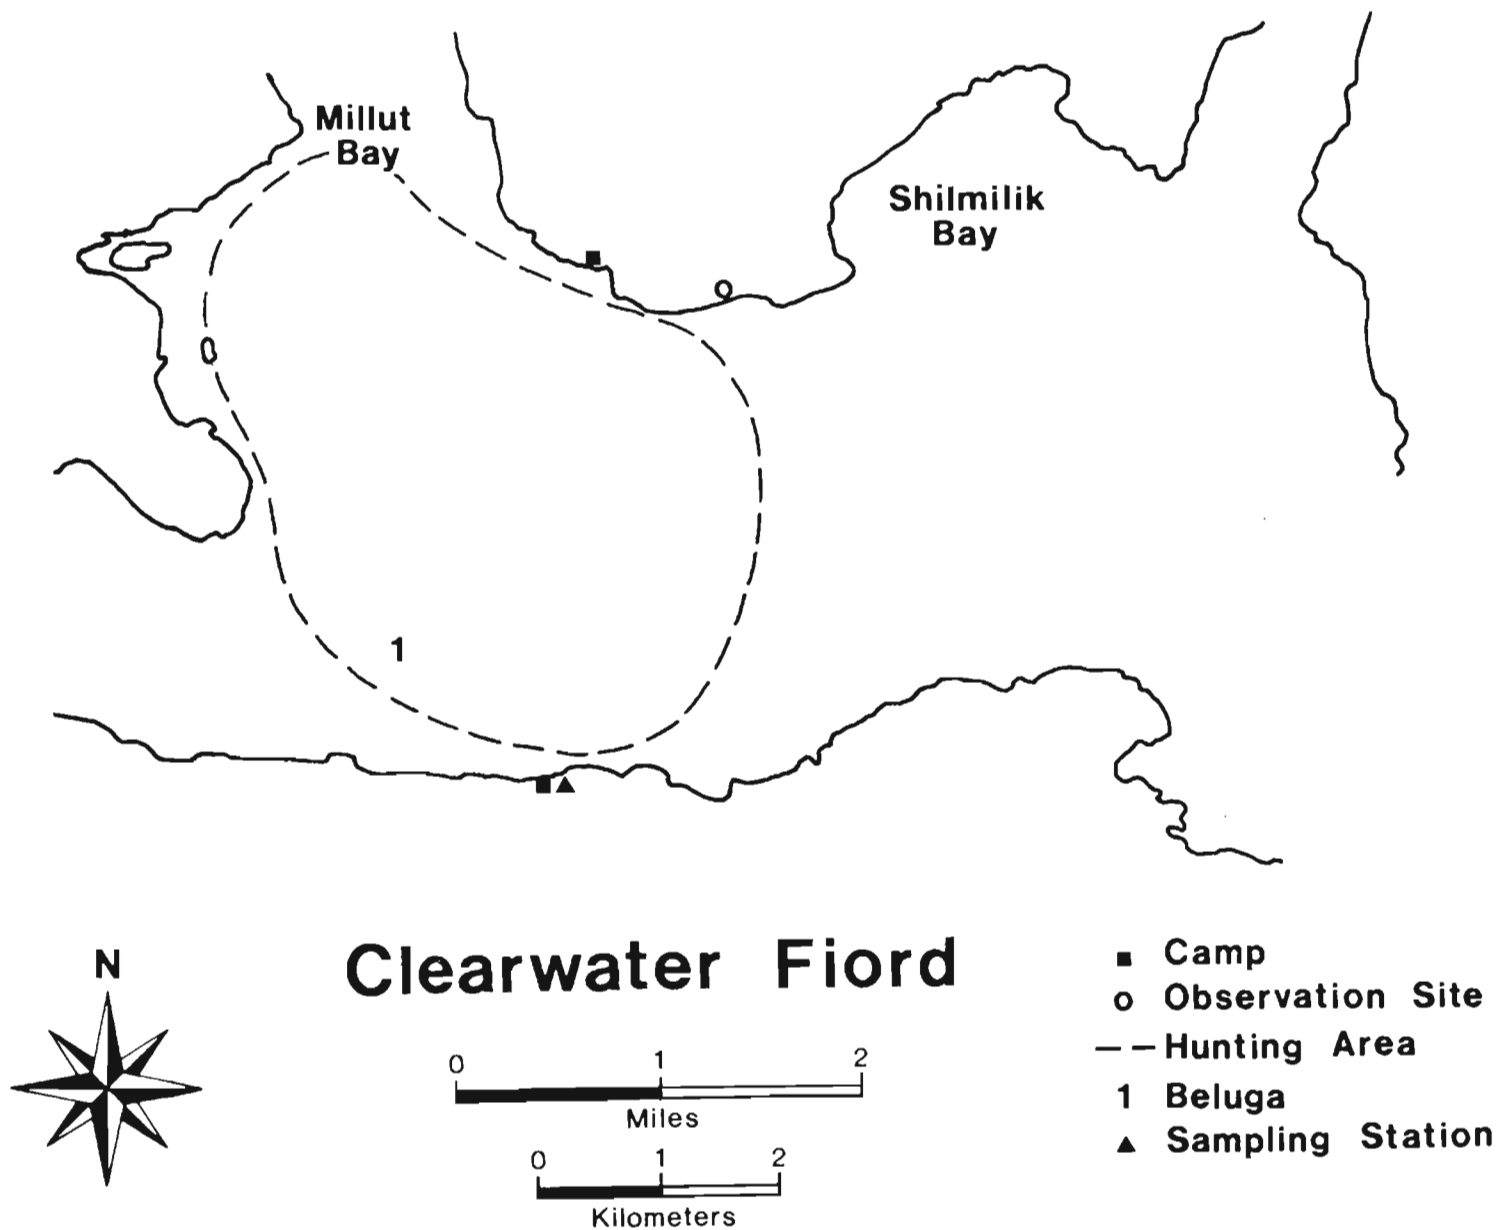 Millut
Bay
Shilmilik
Bay
1
N
Clearwater Fiord
0 1 2
Miles
0 1 2
Kilometers
Camp
Observation Site
Hunting Area
1 Beluga
Sampling Station